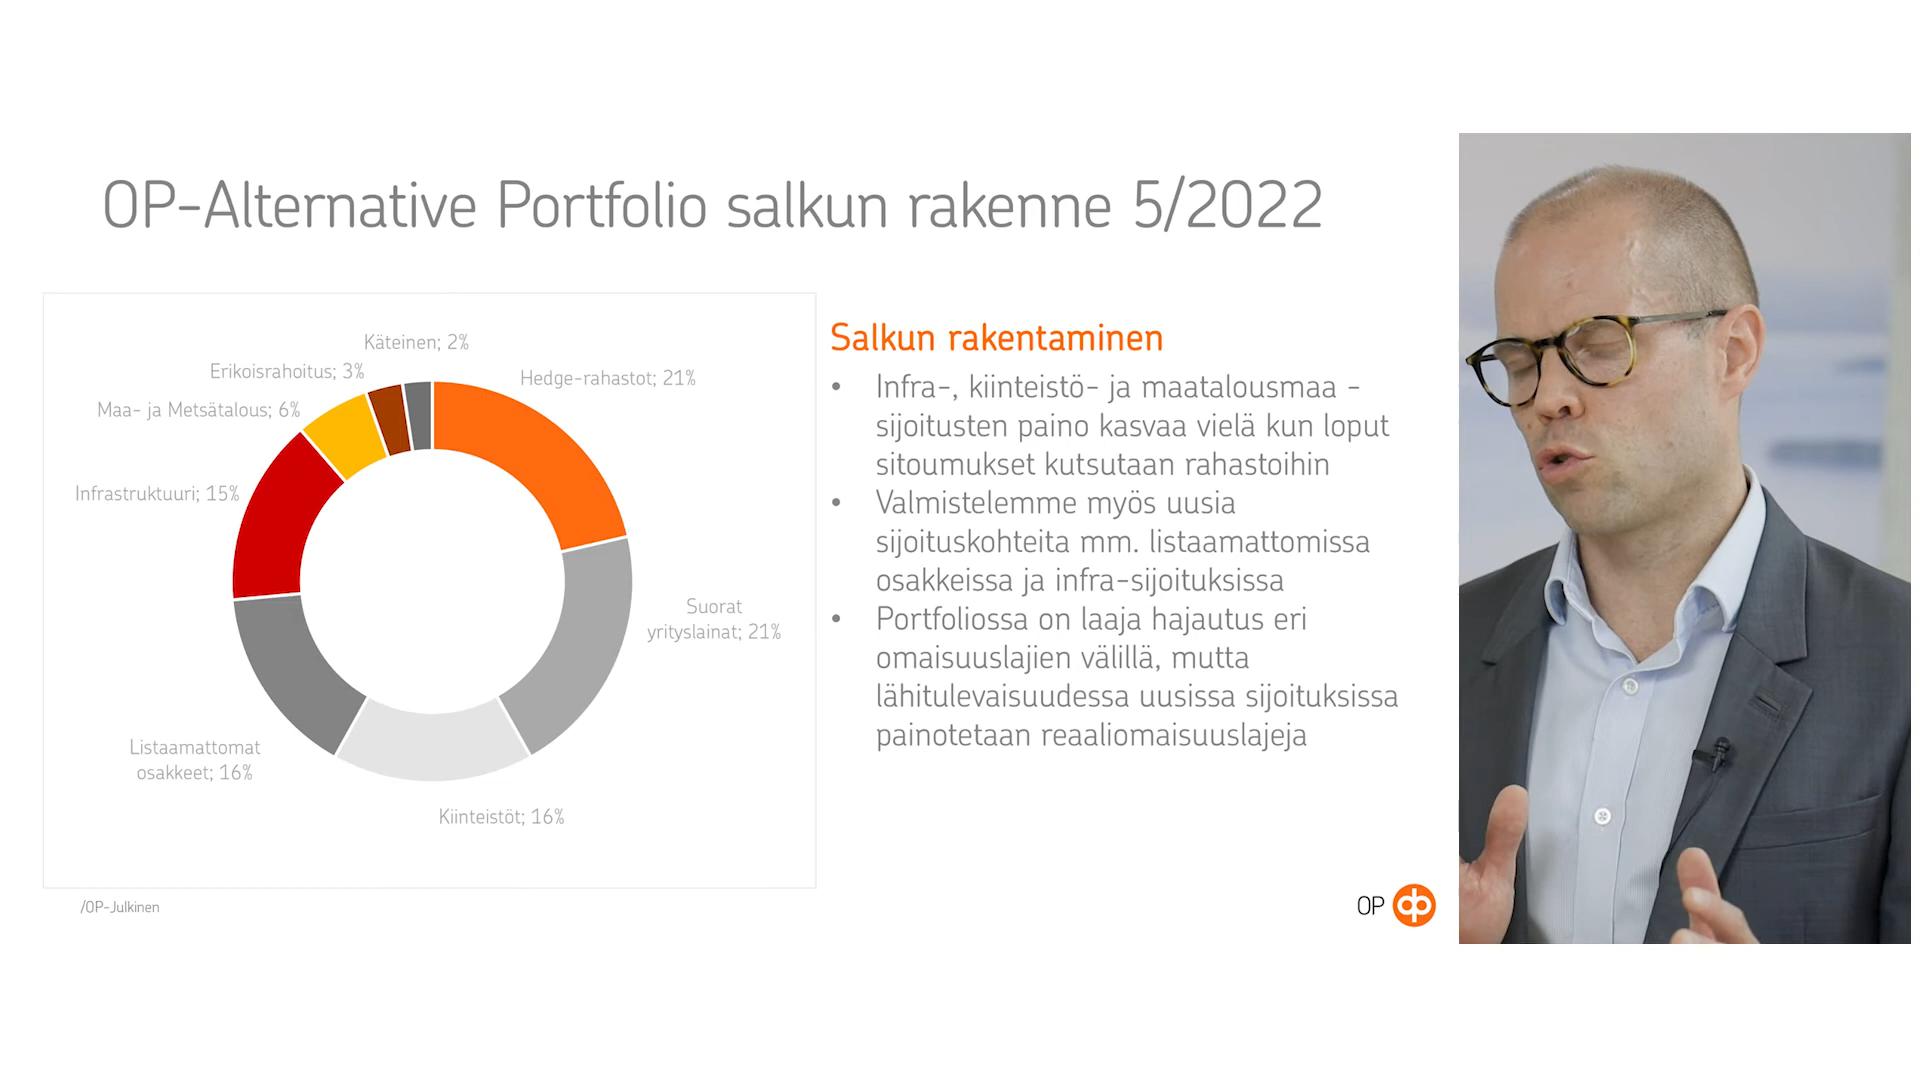 OP-Alternative Portfolio salkun rakenne 5/2022
Käteinen; 2%
Erikoisrahoitus; 3%
Hedge-rahastot; 21%
Maa- ja Metsätalous; 6%
Infrastruktuuri; 15%
Suorat
yrityslainat; 21%
Listaamattomat
osakkeet; 16%
Kiinteistöt; 16%
Salkun rakentaminen
• Infra-, kiinteistö- ja maatalousmaa -
sijoitusten paino kasvaa vielä kun loput
sitoumukset kutsutaan rahastoihin
• Valmistelemme myös uusia
sijoituskohteita mm. listaamattomissa
osakkeissa ja infra-sijoituksissa
• Portfoliossa on laaja hajautus eri
omaisuuslajien välillä, mutta
lähitulevaisuudessa uusissa sijoituksissa
painotetaan reaaliomaisuuslajeja
/OP-Julkinen
OP